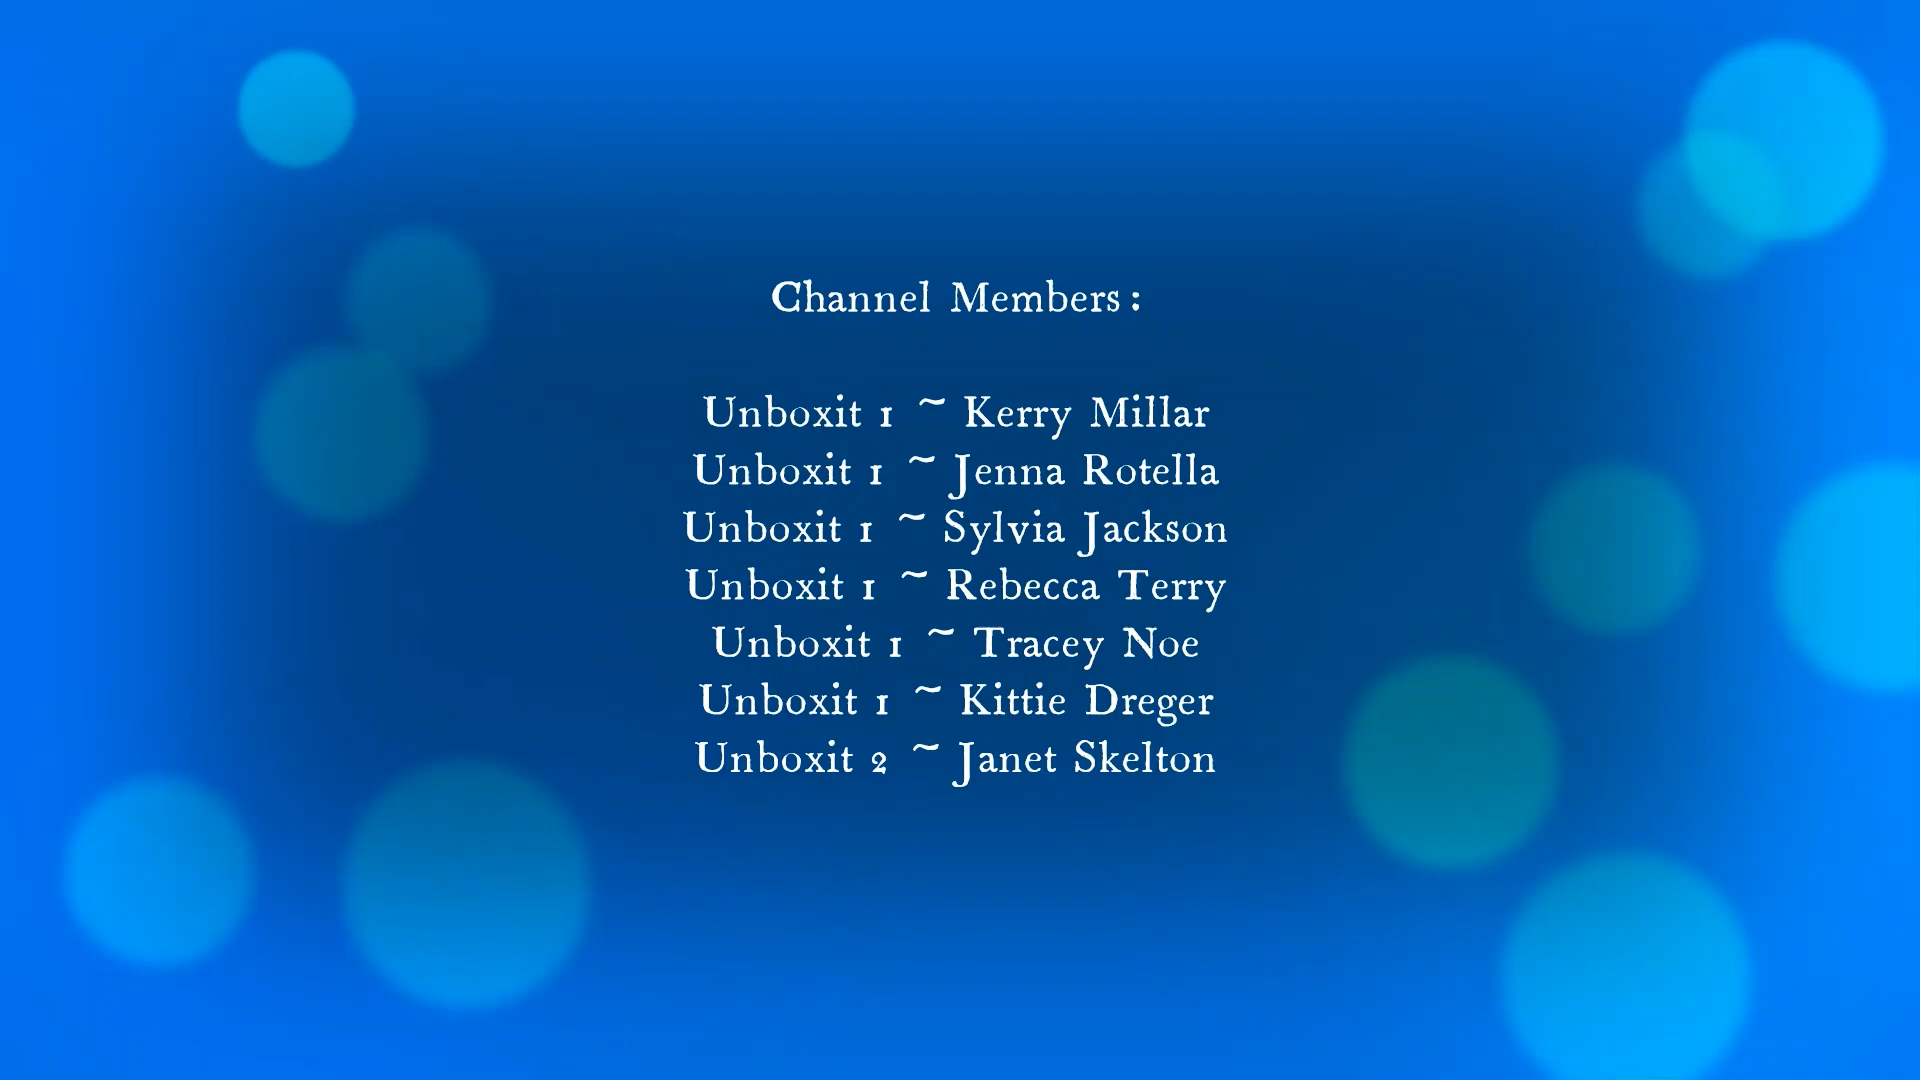 Channel Members:
Unboxit 1 ~ Kerry Millar
Unboxit 1 ~ Jenna Rotella
Unboxit 1 ~ Sylvia Jackson
Unboxit 1 ~ Rebecca Terry
Unboxit 1 ~ Tracey Noe
Unboxit 1 ~ Kittie Dreger
Unboxit 2 ~ Janet Skelton